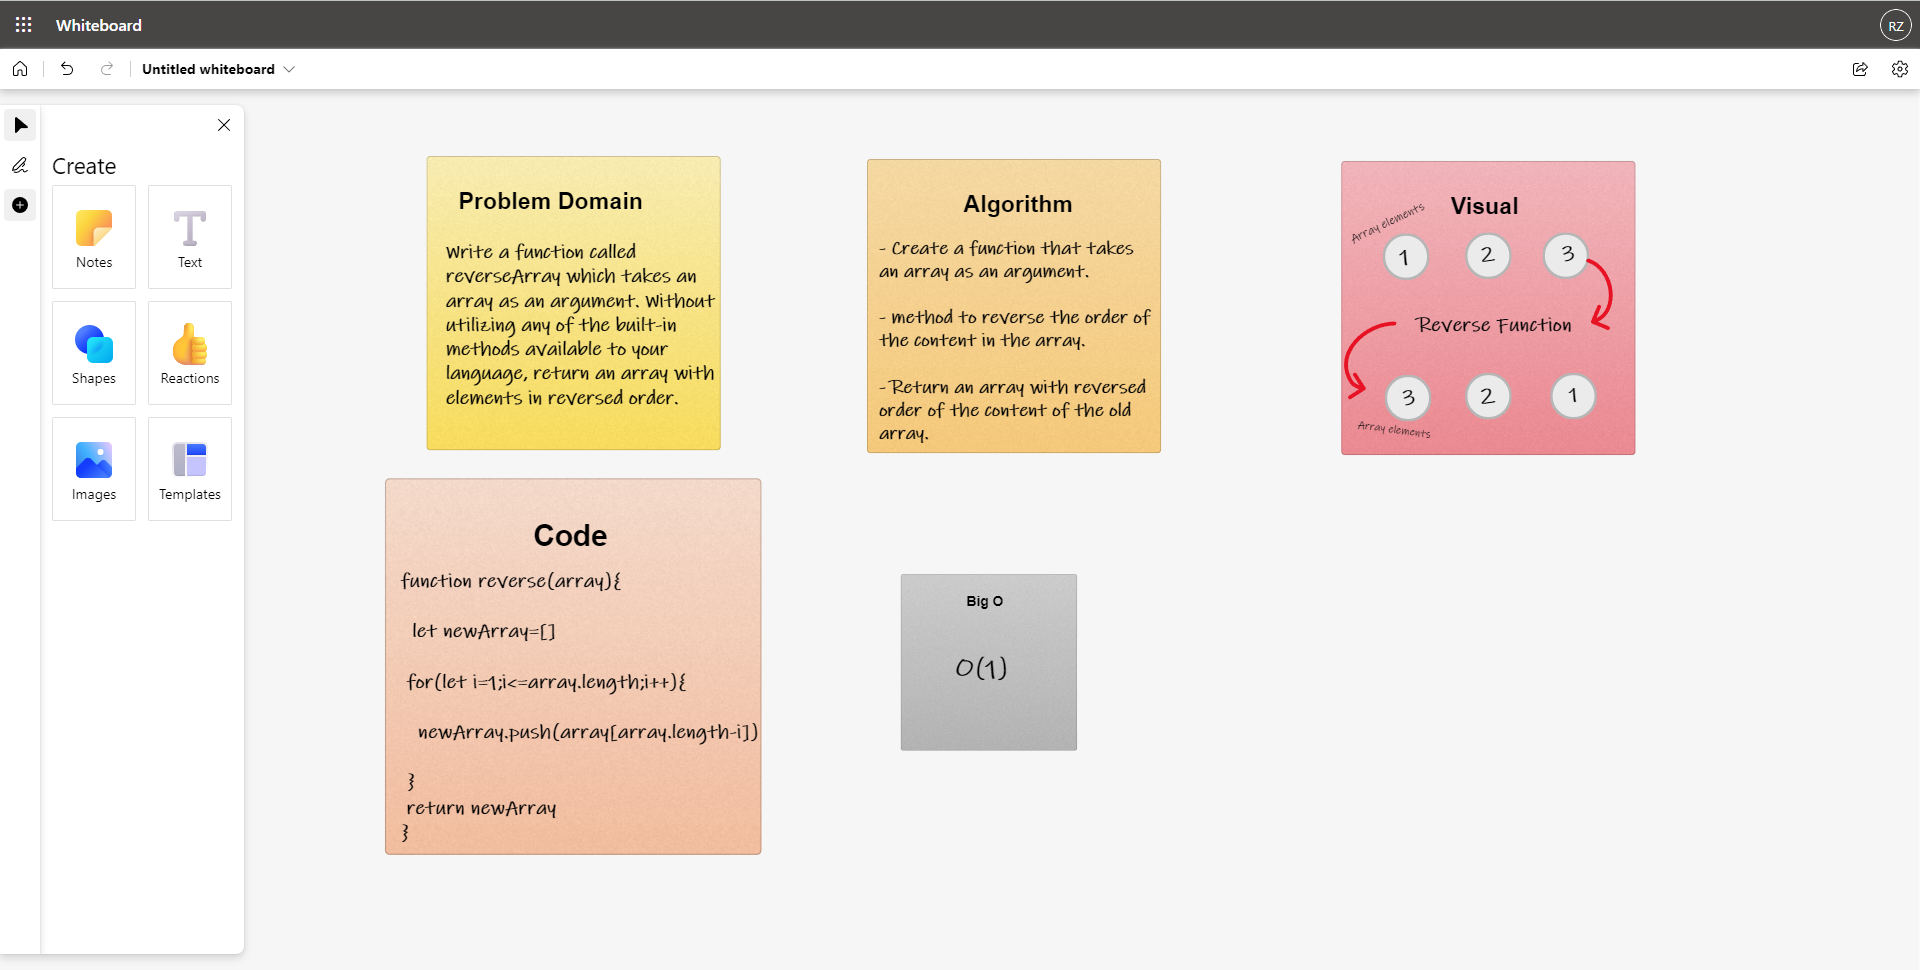 Whiteboard
RZ
Untitled whiteboard
Create
Notes
Text
Shapes
Reactions
Images
Templates
Problem Domain
Write a function called
reverseArray which takes an
array as an argument. Without
utilizing any of the built-in
methods available to your
language, return an array with
elements in reversed order.
Algorithm
- Create a function that takes
an array as an argument.
- method to reverse the order of
the content in the array.
-Return an array with reversed
order of the content of the old
array.
Visual
Array elements
1 2 3
Reverse Function
3 2 1
Array elements
Code
function reverse(array){
let newArray=[]
for(let i=1;i<=array.length;i++){
newArray.push(array[array.length-i])
}
return newArray
}
Big O
O(1)